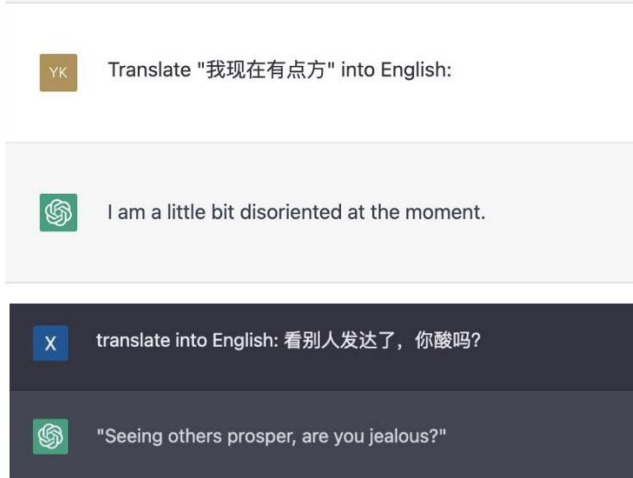 YK
Translate "我现在有点方" into English:
I am a little bit disoriented at the moment.
X
translate into English: 看别人发达了，你酸吗?
"Seeing others prosper, are you jealous?"